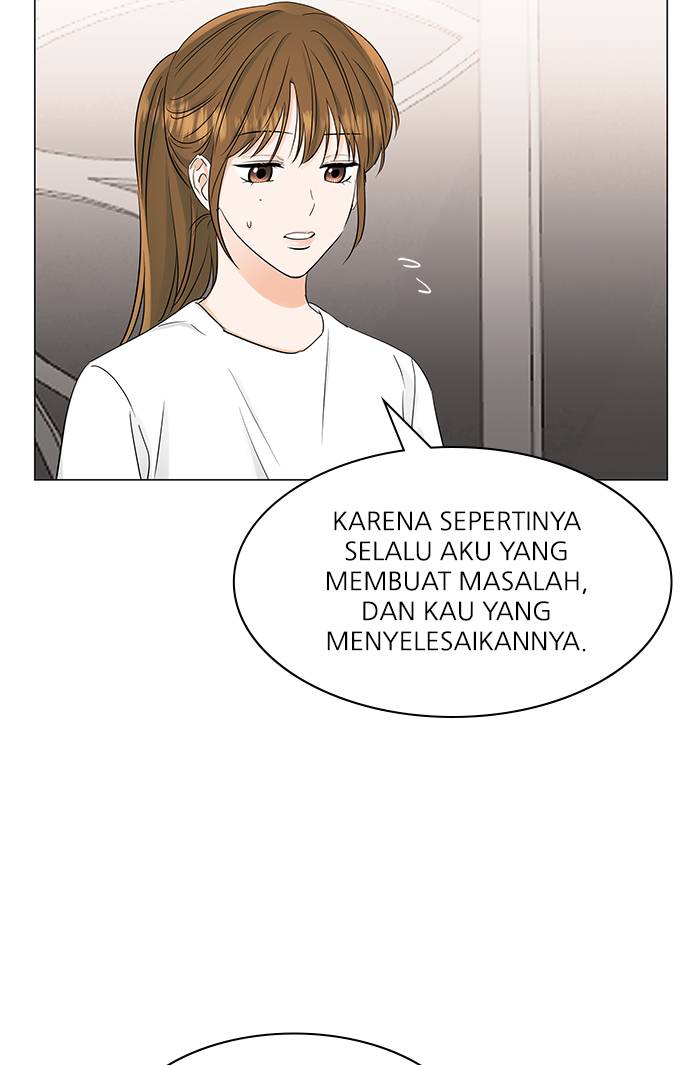 KARENA SEPERTINYA
SELALU AKU YANG
MEMBUAT MASALAH,
DAN KAU YANG
MENYELESAIKANNYA.